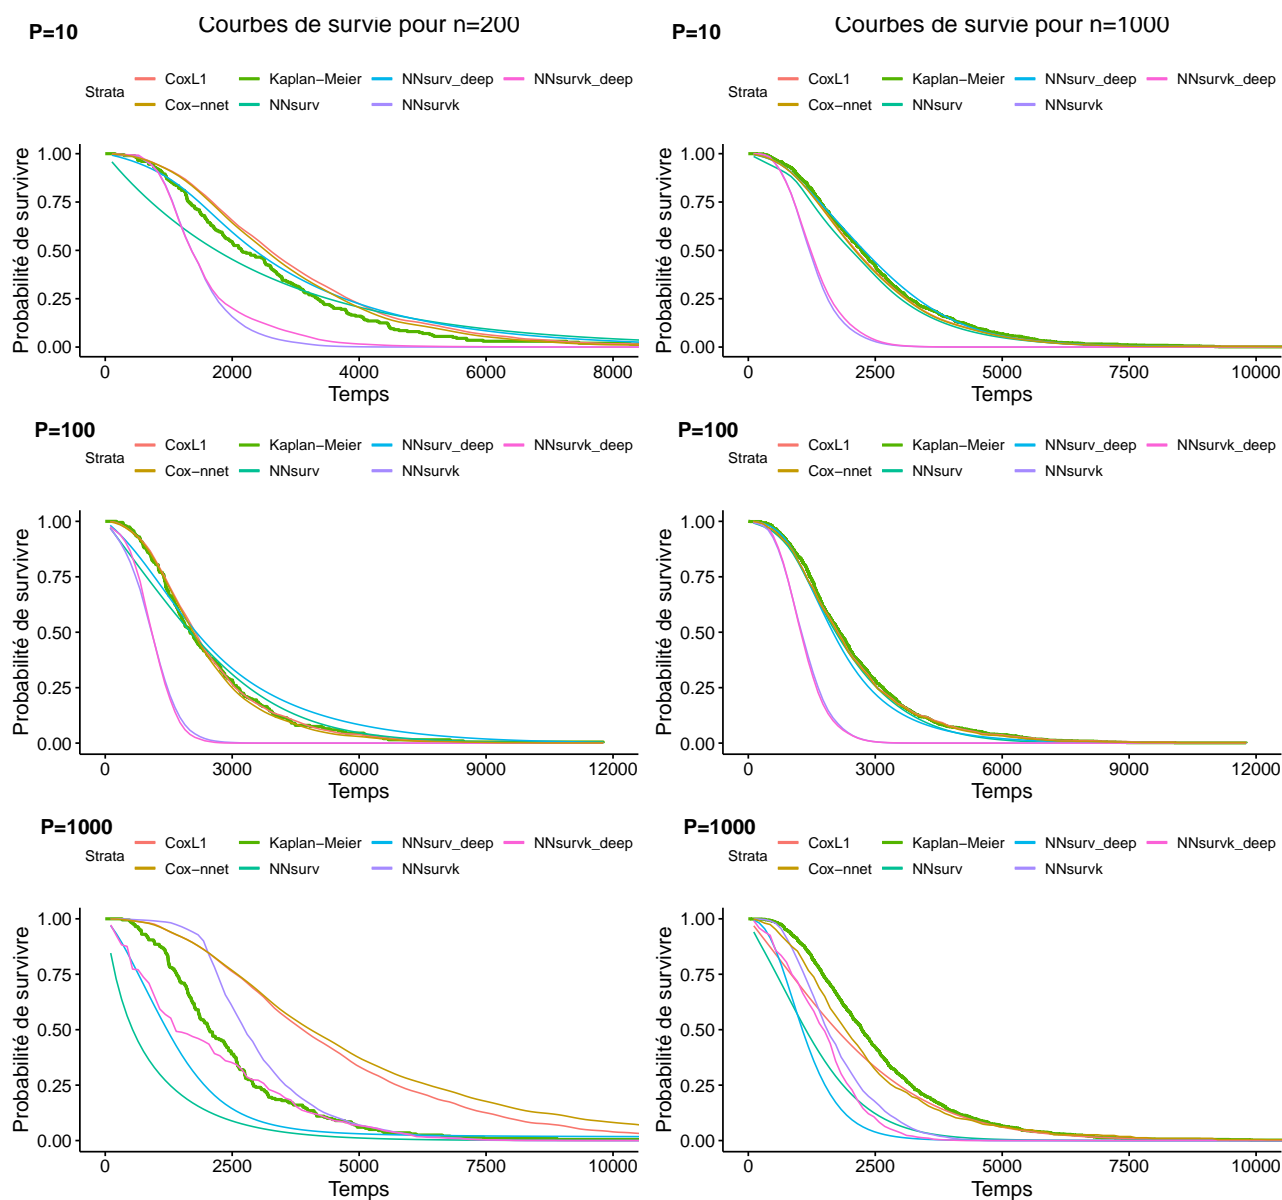 P=10 Courbes de survie pour n=200
Strata CoxL1 Kaplan−Meier NNsurv_deep NNsurvk_deep
Cox−nnet NNsurv NNsurvk
Probabilité de survivre
1.00
0.75
0.50
0.25
0.00
0 2000 4000 6000 8000
Temps
P=10 Courbes de survie pour n=1000
Strata CoxL1 Kaplan−Meier NNsurv_deep NNsurvk_deep
Cox−nnet NNsurv NNsurvk
Probabilité de survivre
1.00
0.75
0.50
0.25
0.00
0 2500 5000 7500 10000
Temps
P=100
Strata CoxL1 Kaplan−Meier NNsurv_deep NNsurvk_deep
Cox−nnet NNsurv NNsurvk
Probabilité de survivre
1.00
0.75
0.50
0.25
0.00
0 3000 6000 9000 12000
Temps
P=100
Strata CoxL1 Kaplan−Meier NNsurv_deep NNsurvk_deep
Cox−nnet NNsurv NNsurvk
Probabilité de survivre
1.00
0.75
0.50
0.25
0.00
0 3000 6000 9000 12000
Temps
P=1000
Strata CoxL1 Kaplan−Meier NNsurv_deep NNsurvk_deep
Cox−nnet NNsurv NNsurvk
Probabilité de survivre
1.00
0.75
0.50
0.25
0.00
0 2500 5000 7500 10000
Temps
P=1000
Strata CoxL1 Kaplan−Meier NNsurv_deep NNsurvk_deep
Cox−nnet NNsurv NNsurvk
Probabilité de survivre
1.00
0.75
0.50
0.25
0.00
0 2500 5000 7500 10000
Temps